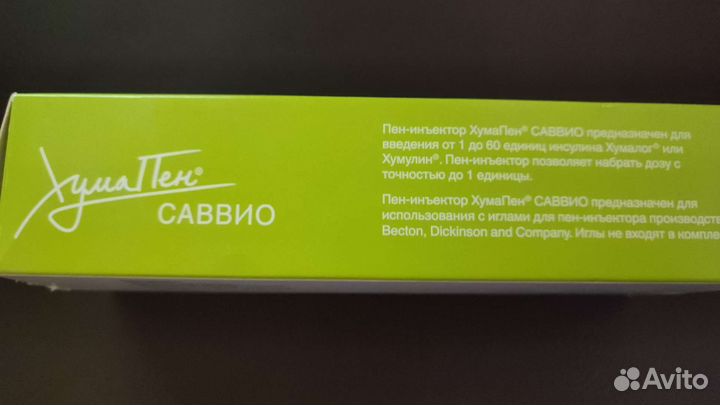 ХумаПен®
САВВИО
Пен-инъектор ХумаПен® САВВИО предназначен для
введения от 1 до 60 единиц инсулина Хумалог® или
Хумулин®. Пен-инъектор позволяет набрать дозу с
точностью до 1 единицы.
Пен-инъектор ХумаПен® САВВИО предназначен для
использования с иглами для пен-инъектора производст
Becton, Dickinson and Company. Иглы не входят в компле
Avito